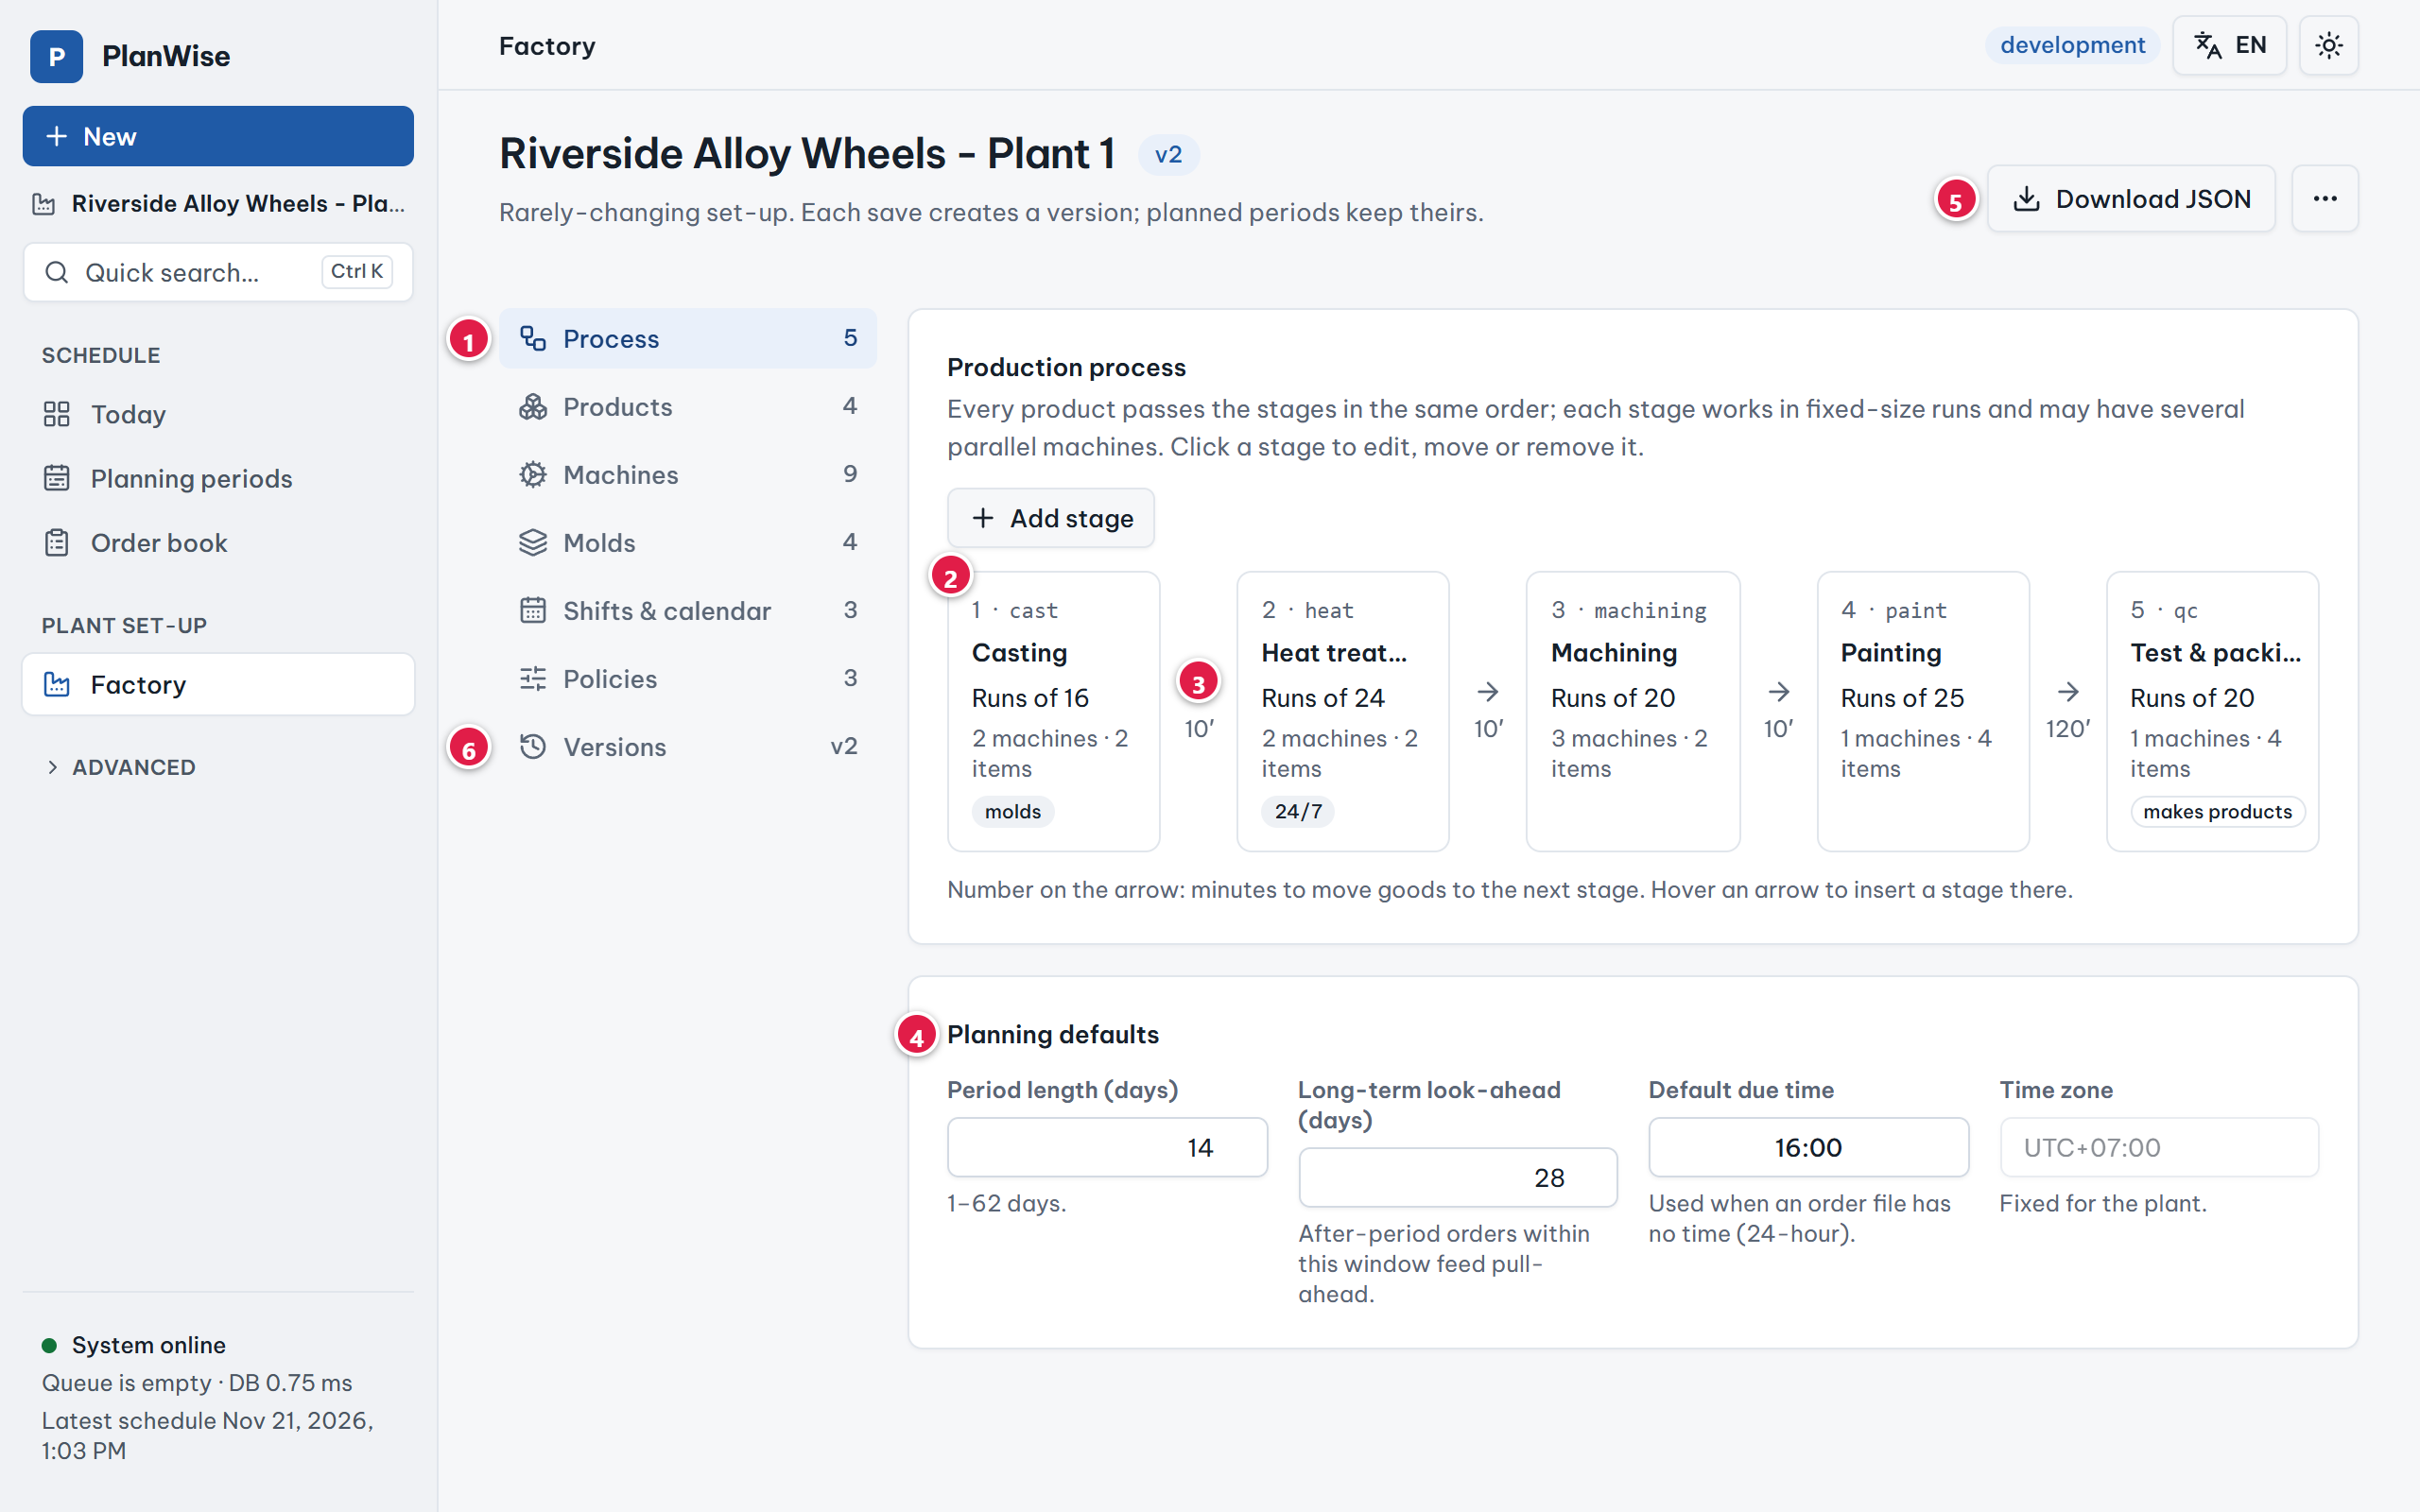 P PlanWise
New
Riverside Alloy Wheels - Pla...
Quick search... Ctrl K
SCHEDULE
Today
Planning periods
Order book
PLANT SET-UP
Factory
ADVANCED
System online
Queue is empty · DB 0.75 ms
Latest schedule Nov 21, 2026,
1:03 PM
Factory
development
EN
Riverside Alloy Wheels - Plant 1 v2
Rarely-changing set-up. Each save creates a version; planned periods keep theirs.
5 Download JSON
1 Process 5
Products 4
Machines 9
Molds 4
Shifts & calendar 3
Policies 3
6 Versions v2
Production process
Every product passes the stages in the same order; each stage works in fixed-size runs and may have several
parallel machines. Click a stage to edit, move or remove it.
Add stage
2
1 · cast
Casting
Runs of 16
2 machines · 2
items
molds
3
10′
2 · heat
Heat treat...
Runs of 24
2 machines · 2
items
24/7
→
10′
3 · machining
Machining
Runs of 20
3 machines · 2
items
→
10′
4 · paint
Painting
Runs of 25
1 machines · 4
items
→
120′
5 · qc
Test & packi...
Runs of 20
1 machines · 4
items
makes products
Number on the arrow: minutes to move goods to the next stage. Hover an arrow to insert a stage there.
4 Planning defaults
Period length (days)
14
1–62 days.
Long-term look-ahead
(days)
28
After-period orders within
this window feed pull-
ahead.
Default due time
16:00
Used when an order file has
no time (24-hour).
Time zone
UTC+07:00
Fixed for the plant.